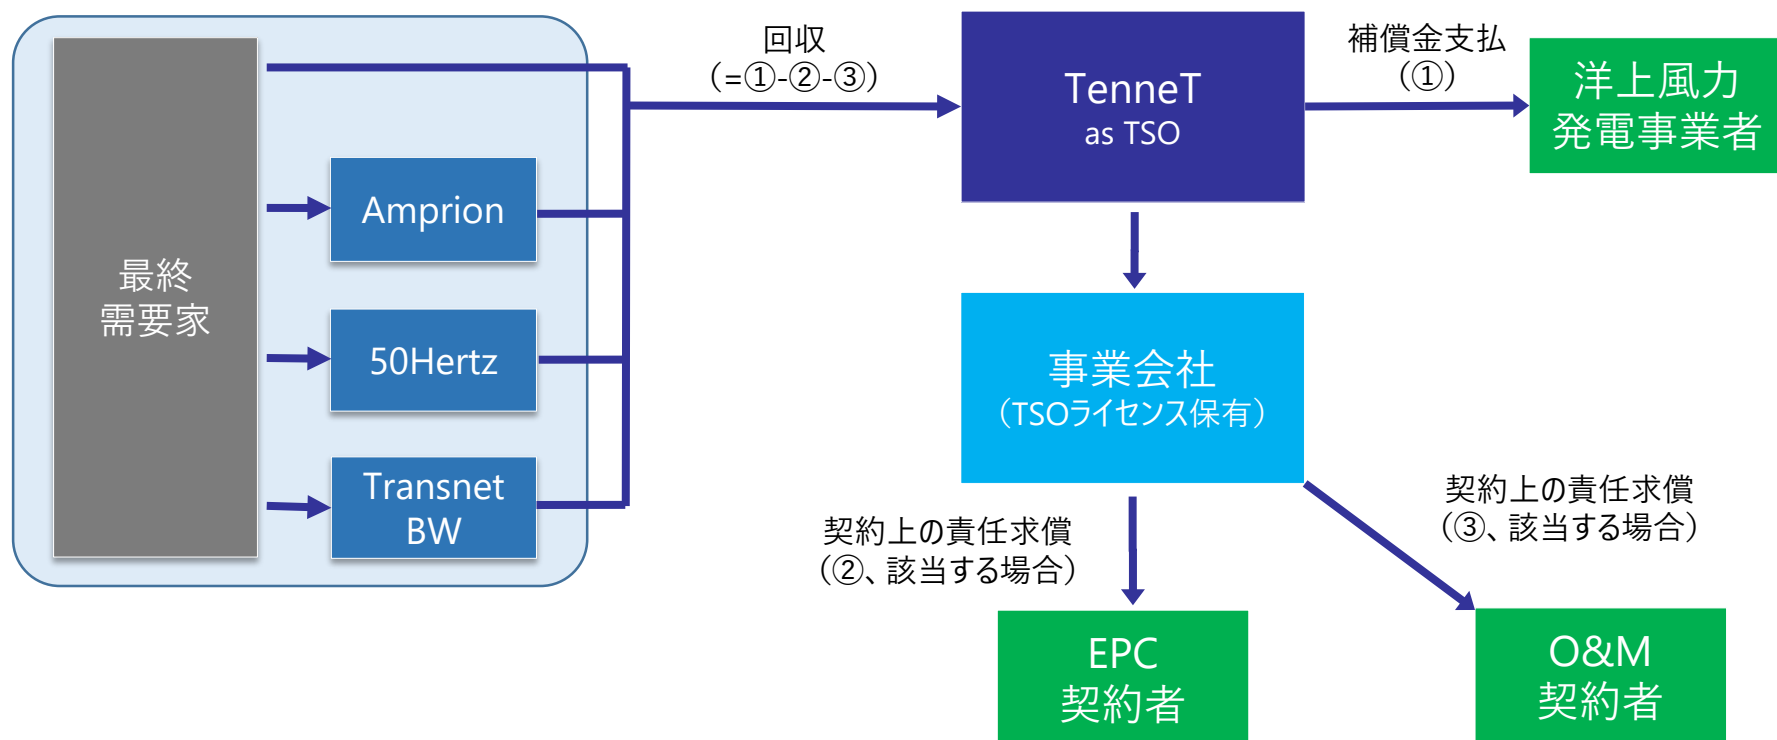 最終
需要家
Amprion
50Hertz
Transnet
BW
回収
（=①-②-③）
TenneT
as TSO
補償金支払
（①）
洋上風力
発電事業者
事業会社
（TSOライセンス保有）
契約上の責任求償
（②、該当する場合）
契約上の責任求償
（③、該当する場合）
EPC
契約者
O&M
契約者